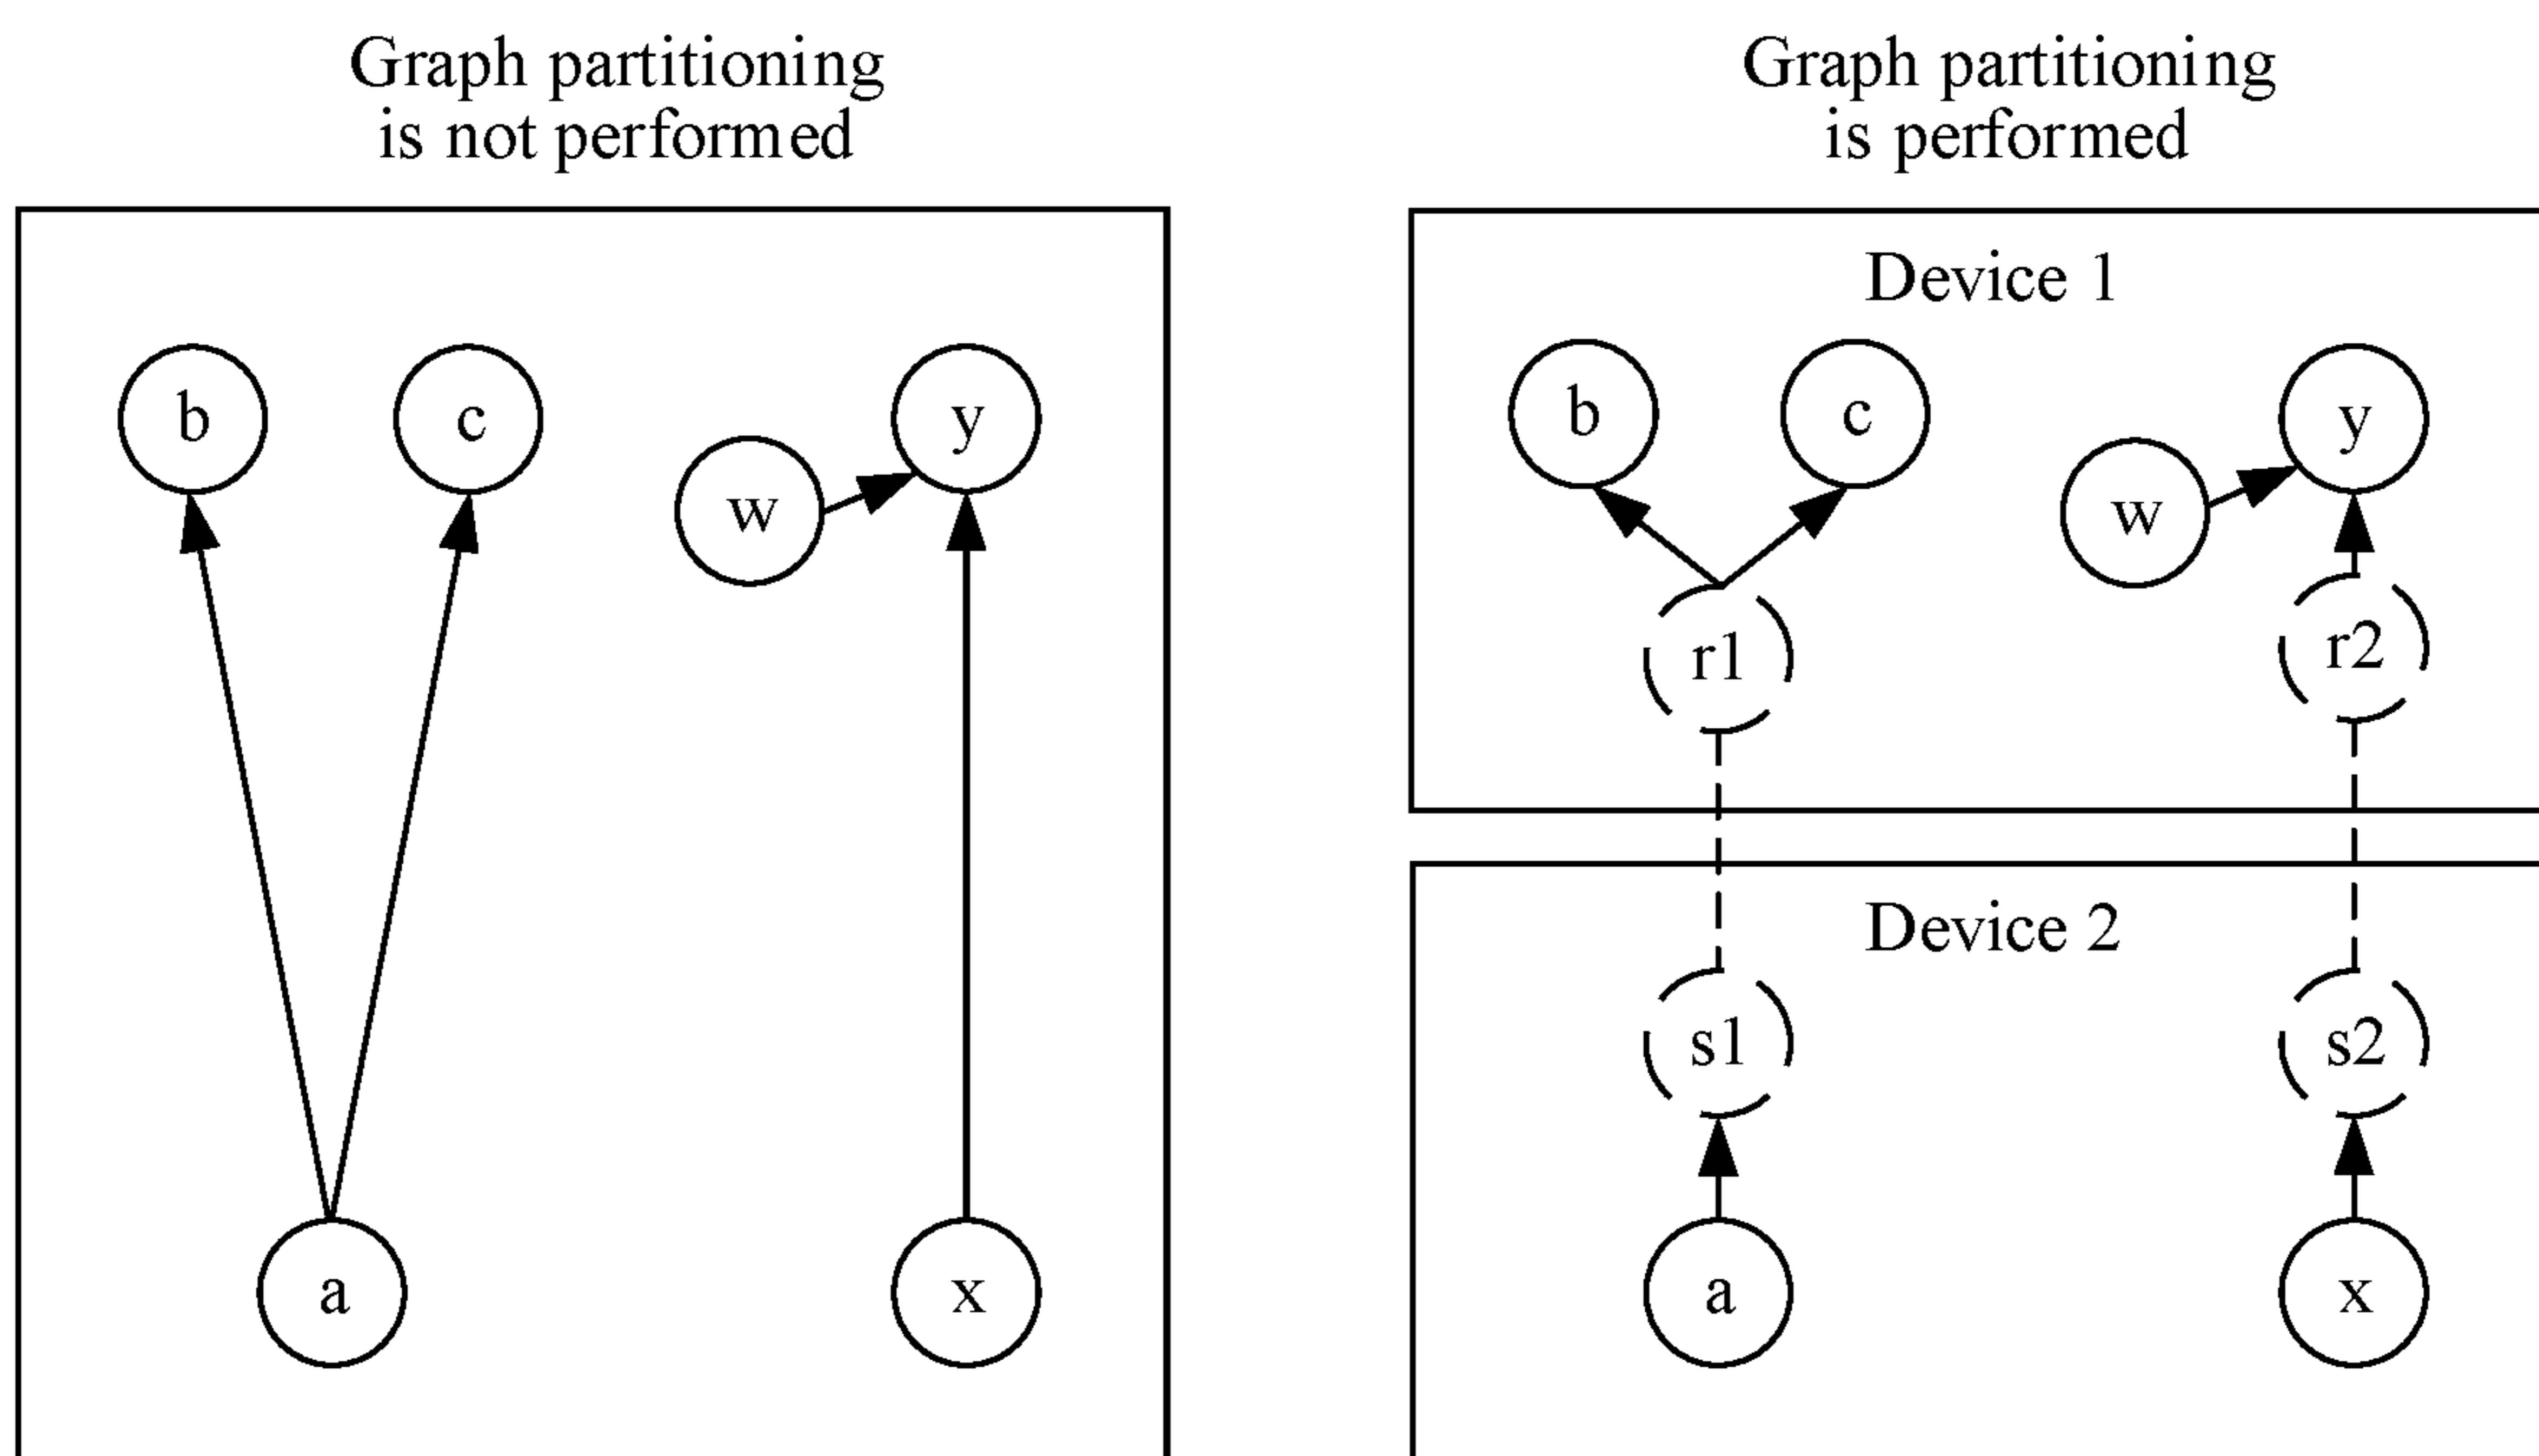 Graph partitioning
is not performed
b
c
w
y
a
x
Graph partitioning
is performed
Device 1
b
c
y
w
r1
r2
Device 2
s1
s2
a
x